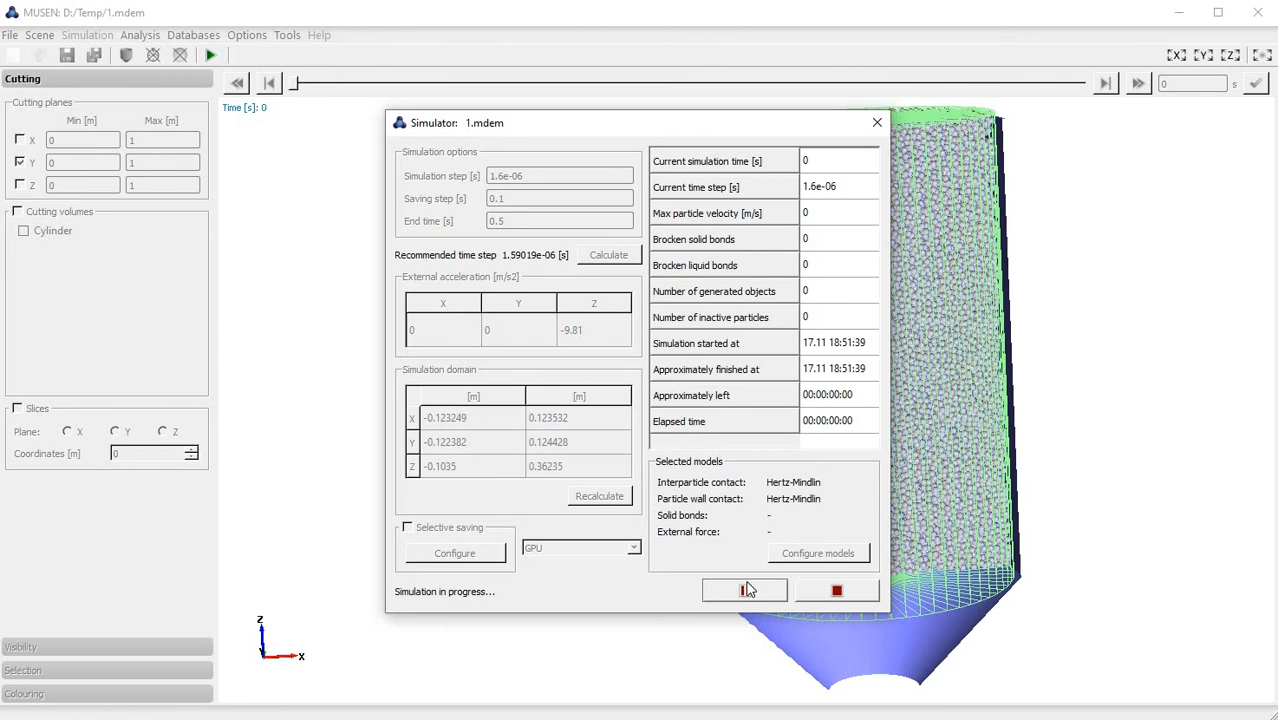 MUSEN: D:/Temp/1.mdem
File Scene Simulation Analysis Databases Options Tools Help
[X] [Y] [Z]
Cutting
0 s
Time [s]: 0
Cutting planes
Min [m] Max [m]
X 0 1
Y 0 1
Z 0 1
Cutting volumes
Cylinder
Slices
Plane: X Y Z
Coordinates [m] 0
Visibility
Selection
Colouring
Simulator: 1.mdem
Simulation options
Simulation step [s] 1.6e-06
Saving step [s] 0.1
End time [s] 0.5
Recommended time step 1.59019e-06 [s] Calculate
External acceleration [m/s2]
X Y Z
0 0 -9.81
Simulation domain
[m] [m]
X -0.123249 0.123532
Y -0.122382 0.124428
Z -0.1035 0.36235
Recalculate
Selective saving
Configure GPU
Simulation in progress...
Current simulation time [s] 0
Current time step [s] 1.6e-06
Max particle velocity [m/s] 0
Brocken solid bonds 0
Brocken liquid bonds 0
Number of generated objects 0
Number of inactive particles 0
Simulation started at 17.11 18:51:39
Approximately finished at 17.11 18:51:39
Approximately left 00:00:00:00
Elapsed time 00:00:00:00
Selected models
Interparticle contact: Hertz-Mindlin
Particle wall contact: Hertz-Mindlin
Solid bonds: -
External force: -
Configure models
Z
Y
X